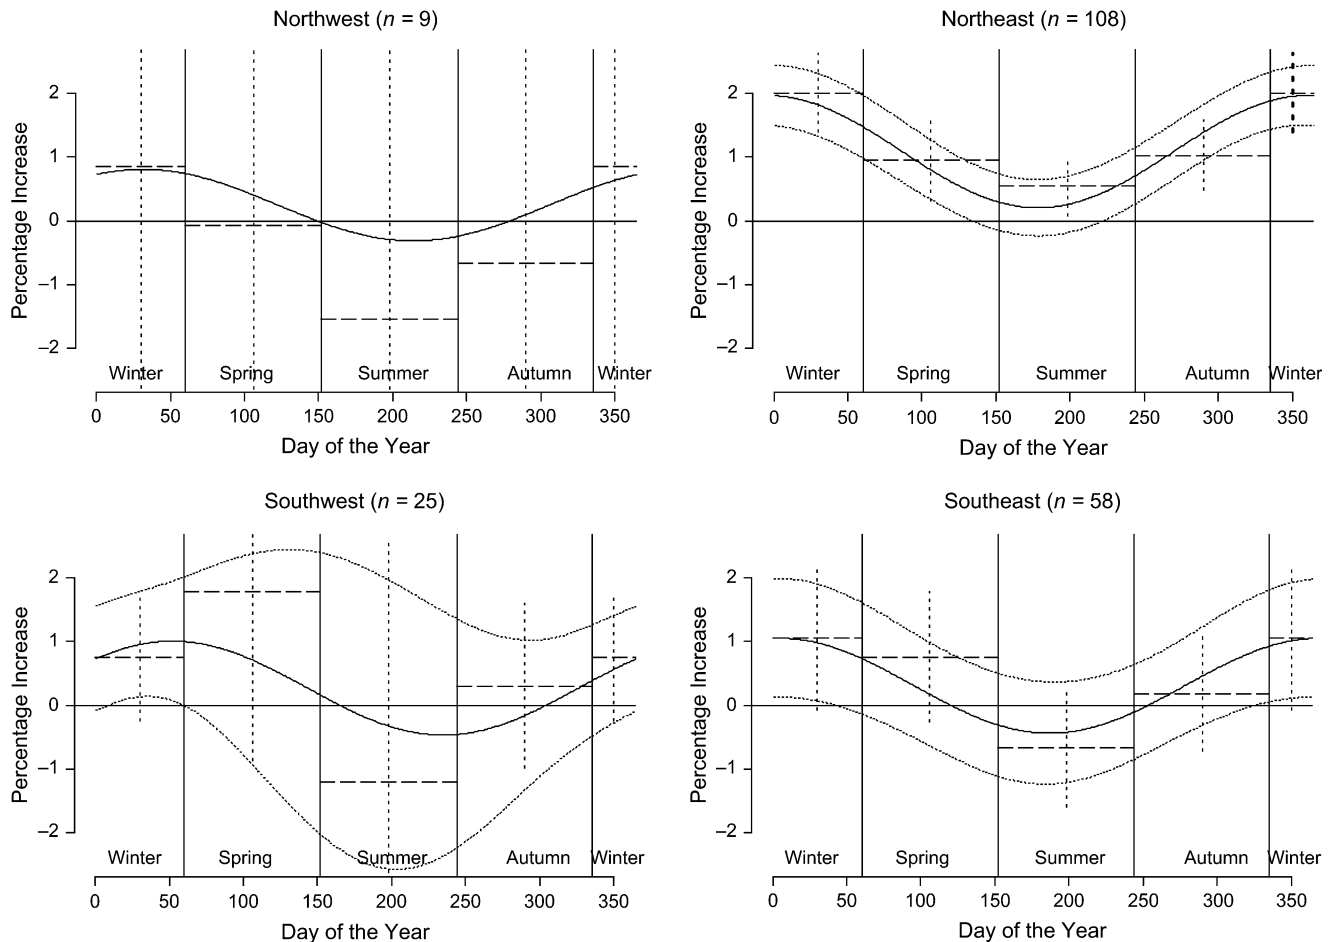 Northwest (n = 9)
Percentage Increase
2
1
0
–1
–2
Winter Spring Summer Autumn Winter
0 50 100 150 200 250 300 350
Day of the Year
Northeast (n = 108)
Percentage Increase
2
1
0
–1
–2
Winter Spring Summer Autumn Winter
0 50 100 150 200 250 300 350
Day of the Year
Southwest (n = 25)
Percentage Increase
2
1
0
–1
–2
Winter Spring Summer Autumn Winter
0 50 100 150 200 250 300 350
Day of the Year
Southeast (n = 58)
Percentage Increase
2
1
0
–1
–2
Winter Spring Summer Autumn Winter
0 50 100 150 200 250 300 350
Day of the Year